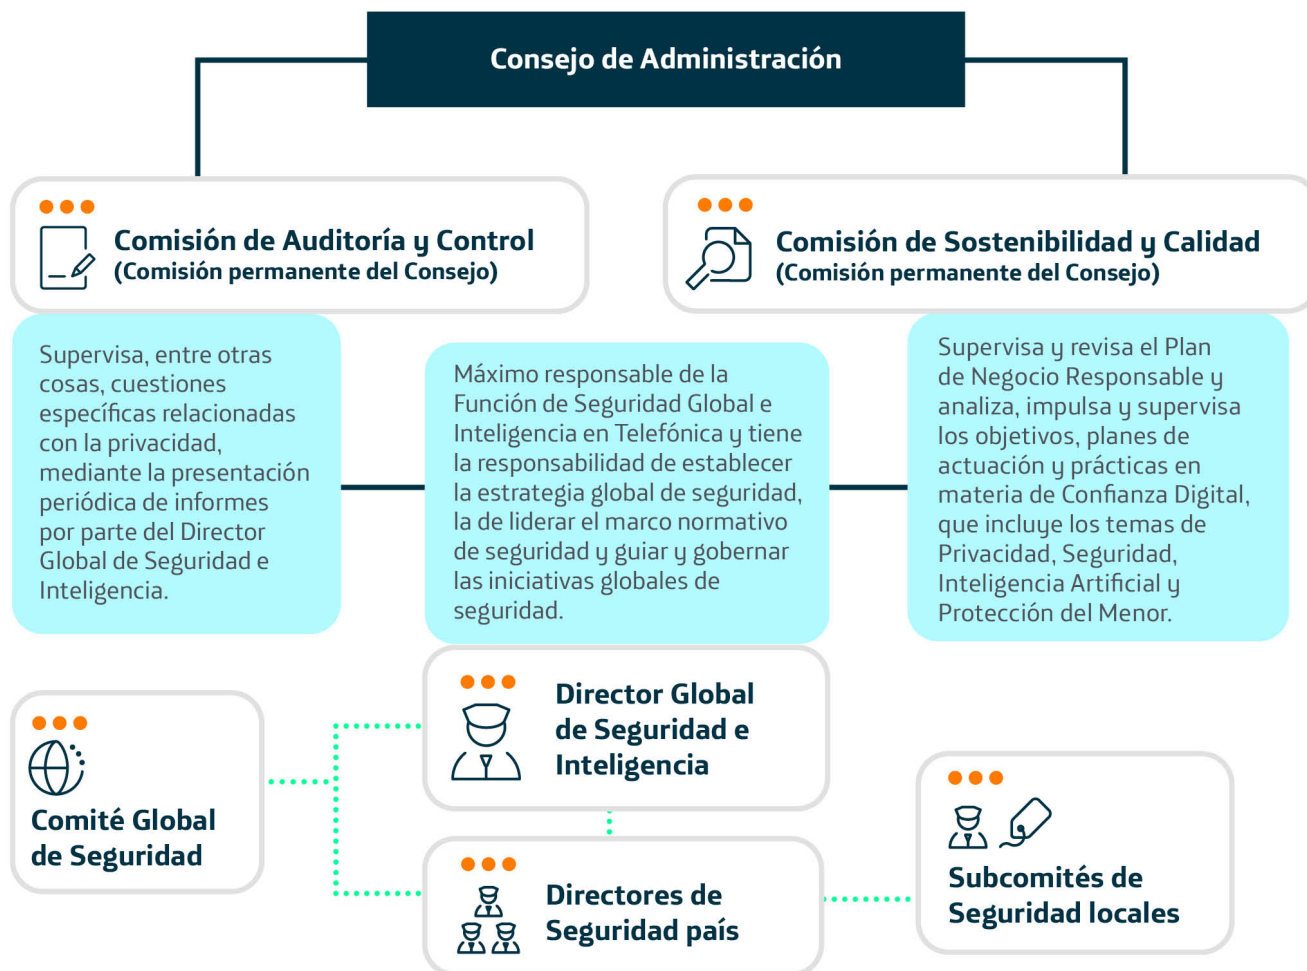 Consejo de Administración
Comisión de Auditoría y Control
(Comisión permanente del Consejo)
Comisión de Sostenibilidad y Calidad
(Comisión permanente del Consejo)
Supervisa, entre otras
cosas, cuestiones
específicas relacionadas
con la privacidad,
mediante la presentación
periódica de informes
por parte del Director
Global de Seguridad e
Inteligencia.
Máximo responsable de la
Función de Seguridad Global e
Inteligencia en Telefónica y tiene
la responsabilidad de establecer
la estrategia global de seguridad,
la de liderar el marco normativo
de seguridad y guiar y gobernar
las iniciativas globales de
seguridad.
Supervisa y revisa el Plan
de Negocio Responsable y
analiza, impulsa y supervisa
los objetivos, planes de
actuación y prácticas en
materia de Confianza Digital,
que incluye los temas de
Privacidad, Seguridad,
Inteligencia Artificial y
Protección del Menor.
Director Global
de Seguridad e
Inteligencia
Comité Global
de Seguridad
Directores de
Seguridad país
Subcomités de
Seguridad locales